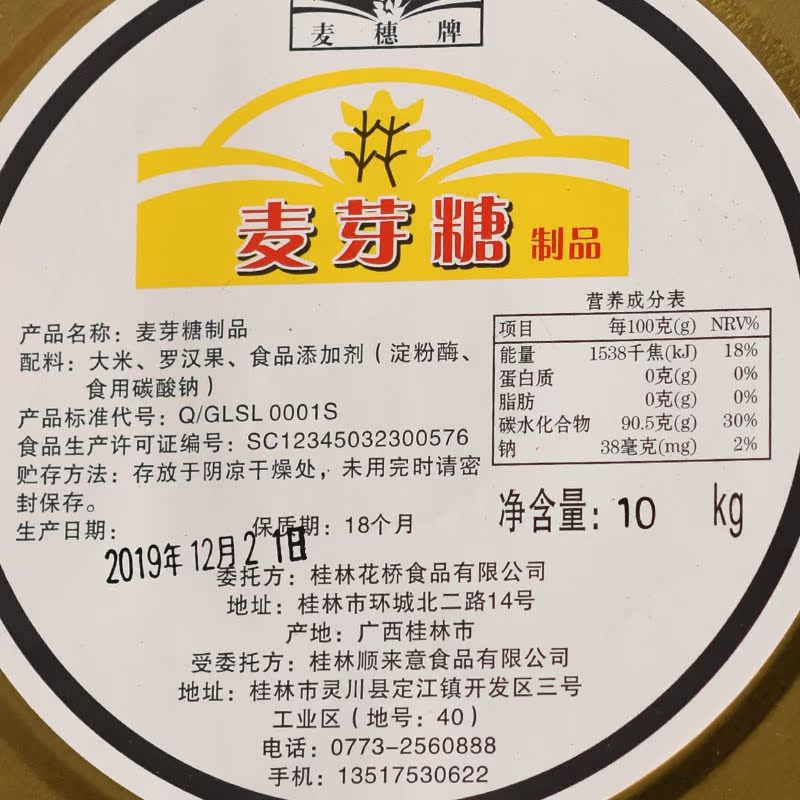 麦穗牌
麦芽糖 制品
产品名称：麦芽糖制品
配料：大米、罗汉果、食品添加剂（淀粉酶、
食用碳酸钠）
产品标准代号：Q/GLSL 0001S
食品生产许可证编号：SC12345032300576
贮存方法：存放于阴凉干燥处，未用完时请密
封保存。
生产日期： 保质期：18个月
2019年 12月2 1日
营养成分表
项目 每100克(g) NRV%
能量 1538千焦(kJ) 18%
蛋白质 0克(g) 0%
脂肪 0克(g) 0%
碳水化合物 90.5克(g) 30%
钠 38毫克(mg) 2%
净含量：10 kg
委托方：桂林花桥食品有限公司
地址：桂林市环城北二路14号
产地：广西桂林市
受委托方：桂林顺来意食品有限公司
地址：桂林市灵川县定江镇开发区三号
工业区（地号：40）
电话：0773-2560888
手机：13517530622